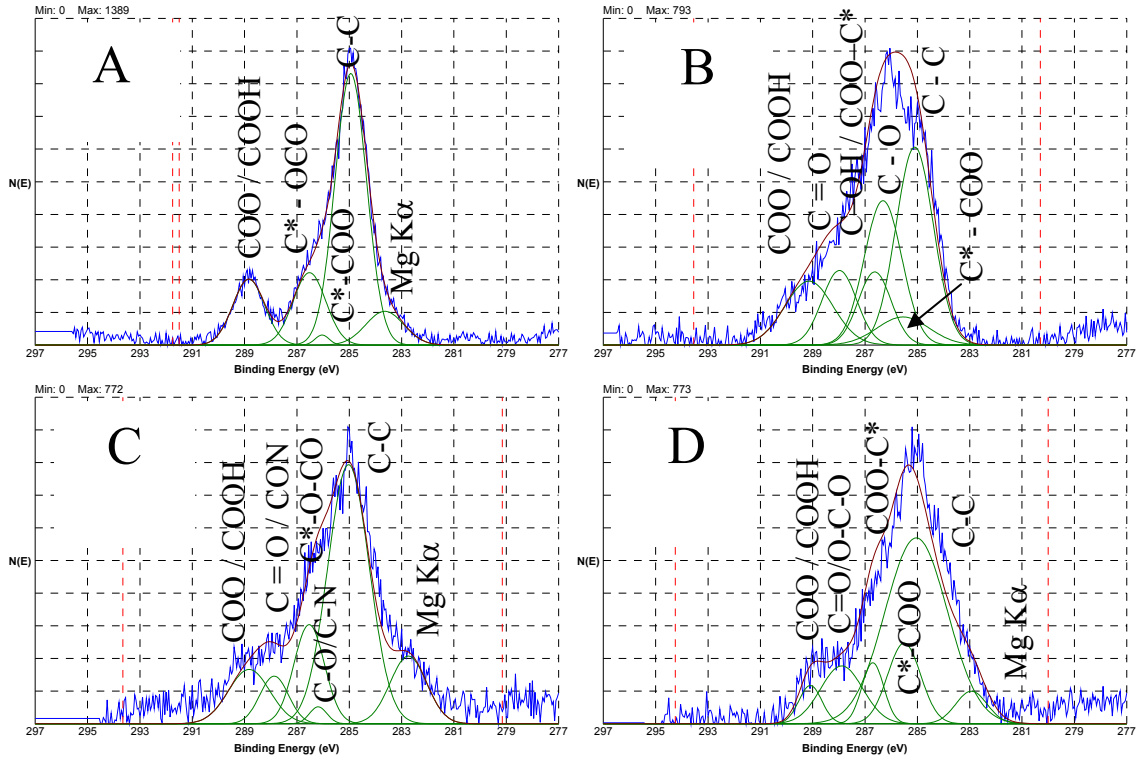 Min: 0 Max: 1389
A
COO / COOH
C* - OCO
C*-COO
C-C
Mg Kα
N(E)
297 295 293 291 289 287 285 283 281 279 277
Binding Energy (eV)
Min: 0 Max: 793
B
COO / COOH
C = O
C - OH / COO-C*
C - O
C - C
C* - COO
N(E)
297 295 293 291 289 287 285 283 281 279 277
Binding Energy (eV)
Min: 0 Max: 772
C
COO / COOH
C = O / CON
C*-O-CO
C-O/C-N
C-C
Mg Kα
N(E)
297 295 293 291 289 287 285 283 281 279 277
Binding Energy (eV)
Min: 0 Max: 773
D
COO / COOH
C=O/O-C-O
COO-C*
C*-COO
C-C
Mg Kα
N(E)
297 295 293 291 289 287 285 283 281 279 277
Binding Energy (eV)